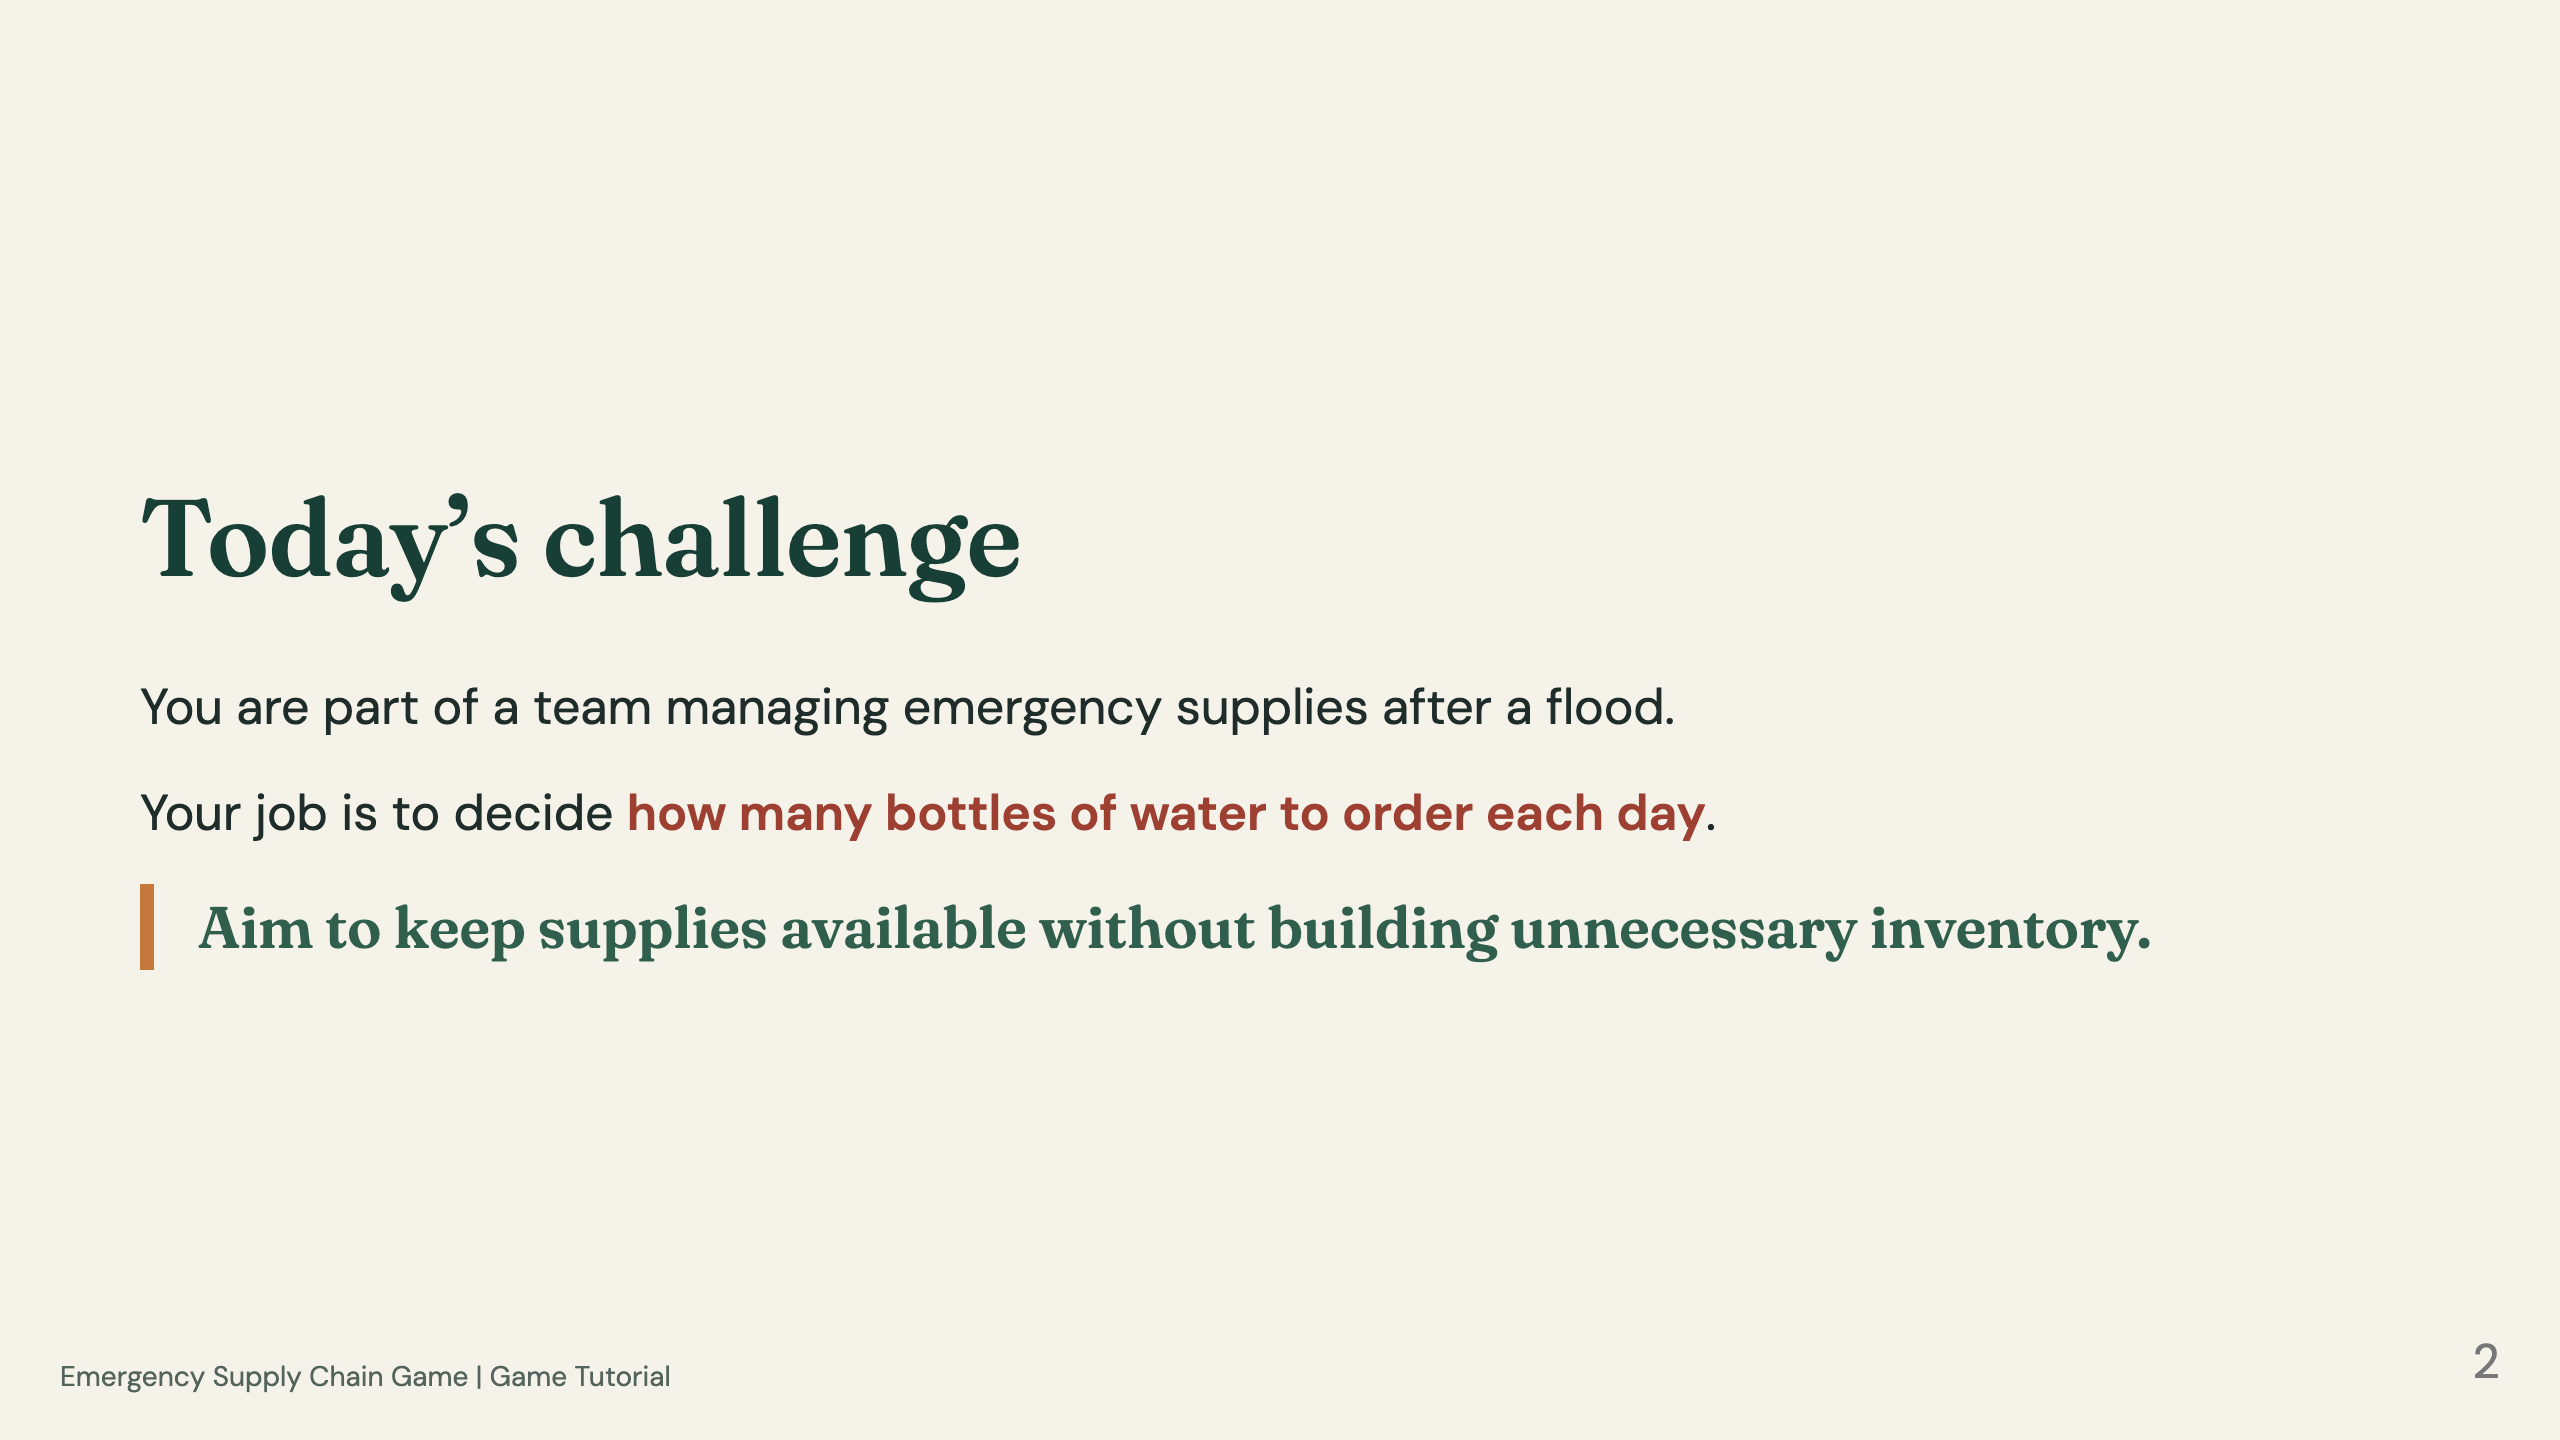 Today’s challenge
You are part of a team managing emergency supplies after a flood.
Your job is to decide how many bottles of water to order each day.
Aim to keep supplies available without building unnecessary inventory.
Emergency Supply Chain Game | Game Tutorial
2